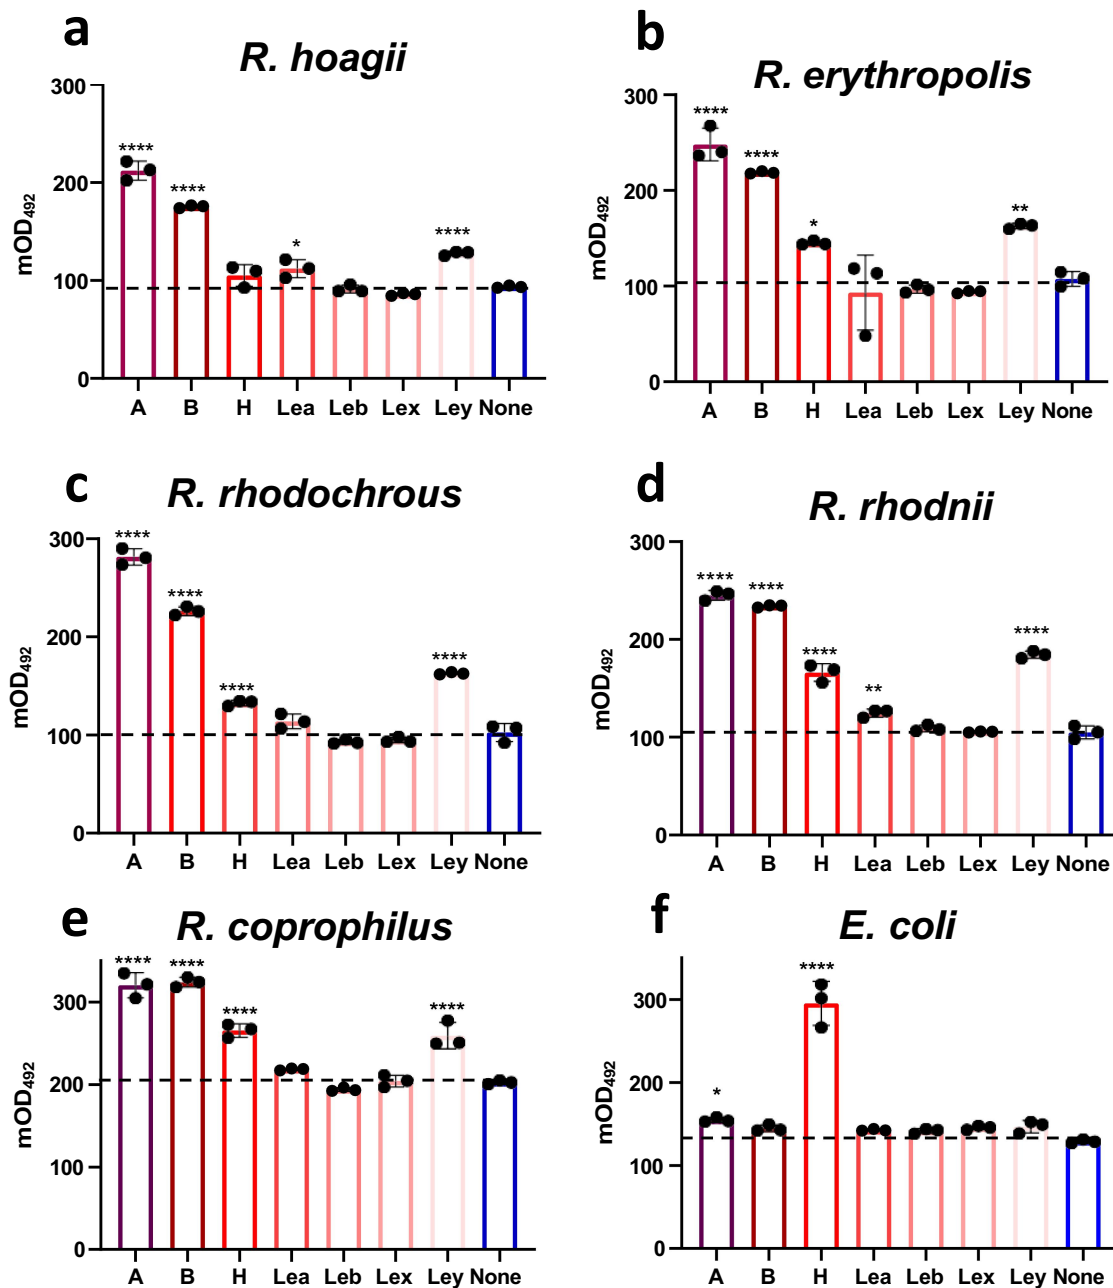 a
R. hoagii
mOD492
300
200
100
0
****
****
*
****
A B H Lea Leb Lex Ley None
b
R. erythropolis
mOD492
300
200
100
0
****
****
*
**
A B H Lea Leb Lex Ley None
c
R. rhodochrous
mOD492
300
200
100
0
****
****
****
****
A B H Lea Leb Lex Ley None
d
R. rhodnii
mOD492
300
200
100
0
****
****
****
**
****
A B H Lea Leb Lex Ley None
e
R. coprophilus
mOD492
300
200
100
0
****
****
****
****
A B H Lea Leb Lex Ley None
f
E. coli
mOD492
300
200
100
0
*
****
A B H Lea Leb Lex Ley None